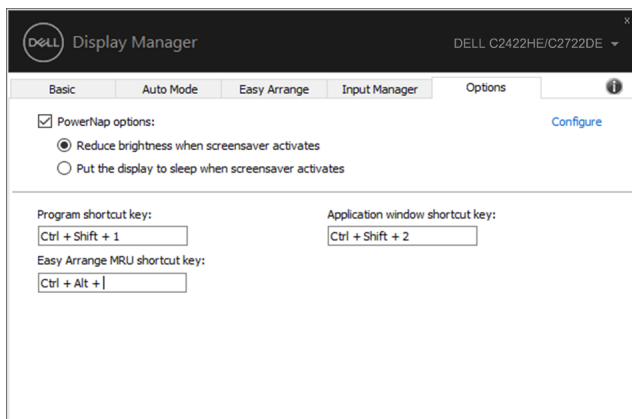 x
DELL Display Manager DELL C2422HE/C2722DE
Basic Auto Mode Easy Arrange Input Manager Options i
PowerNap options: Configure
Reduce brightness when screensaver activates
Put the display to sleep when screensaver activates
Program shortcut key: Application window shortcut key:
Ctrl + Shift + 1 Ctrl + Shift + 2
Easy Arrange MRU shortcut key:
Ctrl + Alt +